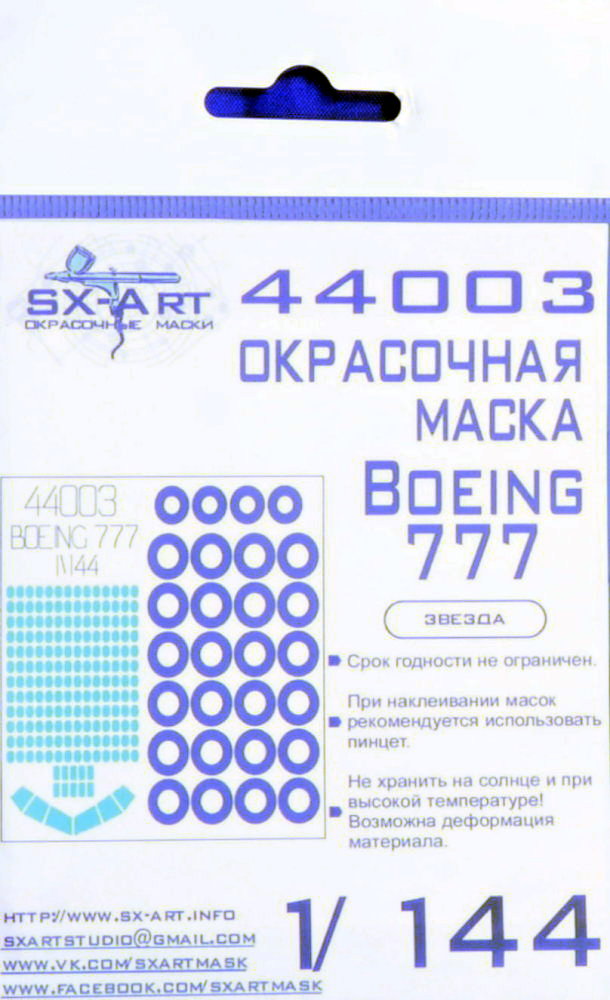 SX-ART
ОКРАСОЧНЫЕ МАСКИ
44003
ОКРАСОЧНАЯ
МАСКА
BOEING
777
44003
BOEING 777
1\144
ЗВЕЗДА
Срок годности не ограничен.
При наклеивании масок
рекомендуется использовать
пинцет.
Не хранить на солнце и при
высокой температуре!
Возможна деформация
материала.
HTTP://WWW.SX-ART.INFO
SXARTSTUDIO@GMAIL.COM
WWW.VK.COM/SXARTMASK
WWW.FACEBOOK.COM/SXARTMASK
1/144